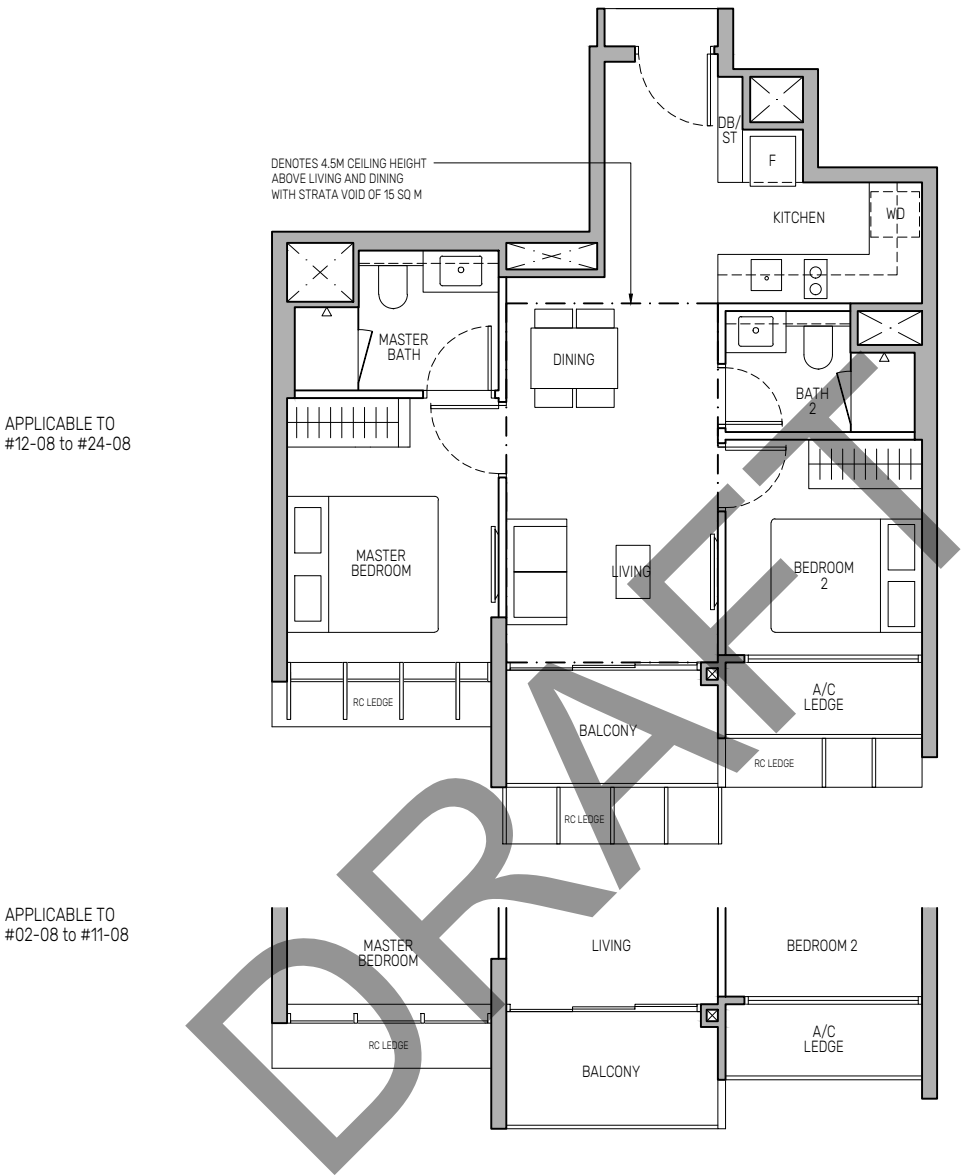 DB/
ST
F
DENOTES 4.5M CEILING HEIGHT
ABOVE LIVING AND DINING
WITH STRATA VOID OF 15 SQ M
KITCHEN
WD
MASTER
BATH
DINING
BATH
2
APPLICABLE TO
#12-08 to #24-08
MASTER
BEDROOM
LIVING
BEDROOM
2
RC LEDGE
A/C
LEDGE
BALCONY
RC LEDGE
RC LEDGE
APPLICABLE TO
#02-08 to #11-08
MASTER
BEDROOM
LIVING
BEDROOM 2
RC LEDGE
A/C
LEDGE
BALCONY
DRAFT